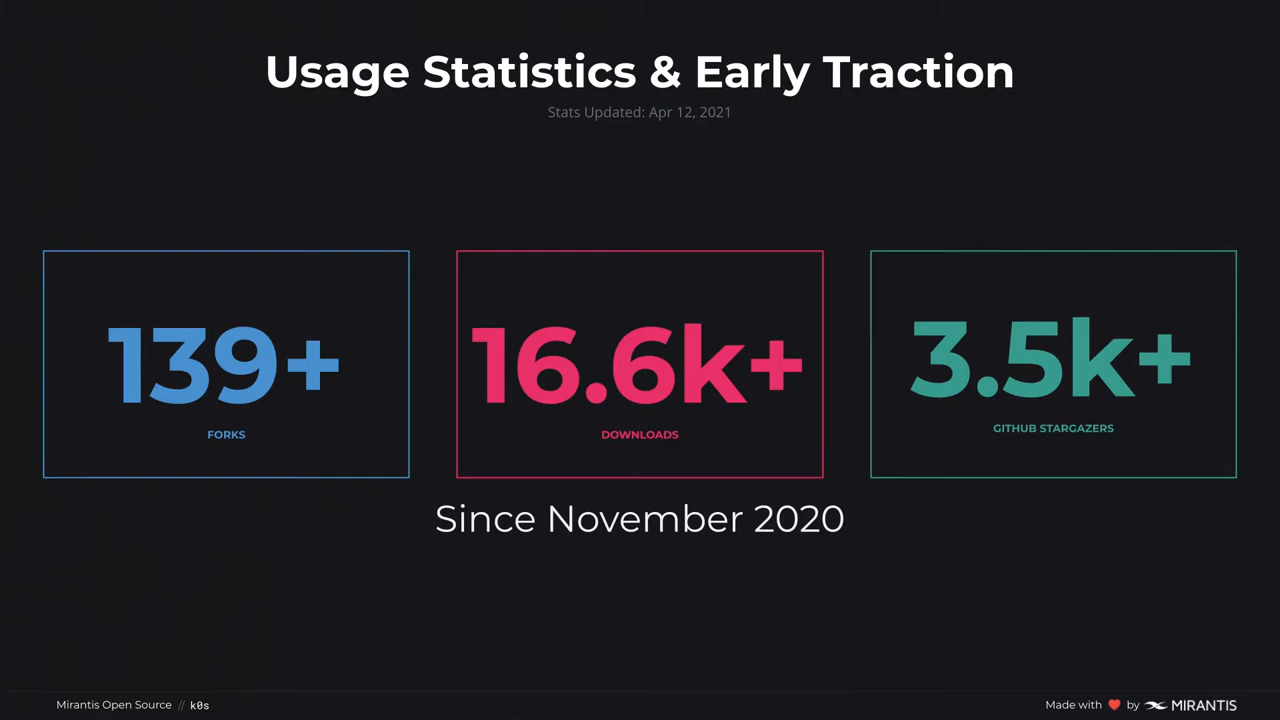 Usage Statistics & Early Traction
Stats Updated: Apr 12, 2021
139+
FORKS
16.6k+
DOWNLOADS
3.5k+
GITHUB STARGAZERS
Since November 2020
Mirantis Open Source // k0s
Made with ❤️ by MIRANTIS